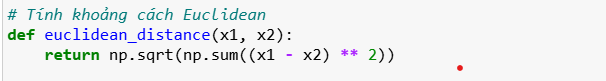 # Tính khoảng cách Euclidean
def euclidean_distance(x1, x2):
    return np.sqrt(np.sum((x1 - x2) ** 2))